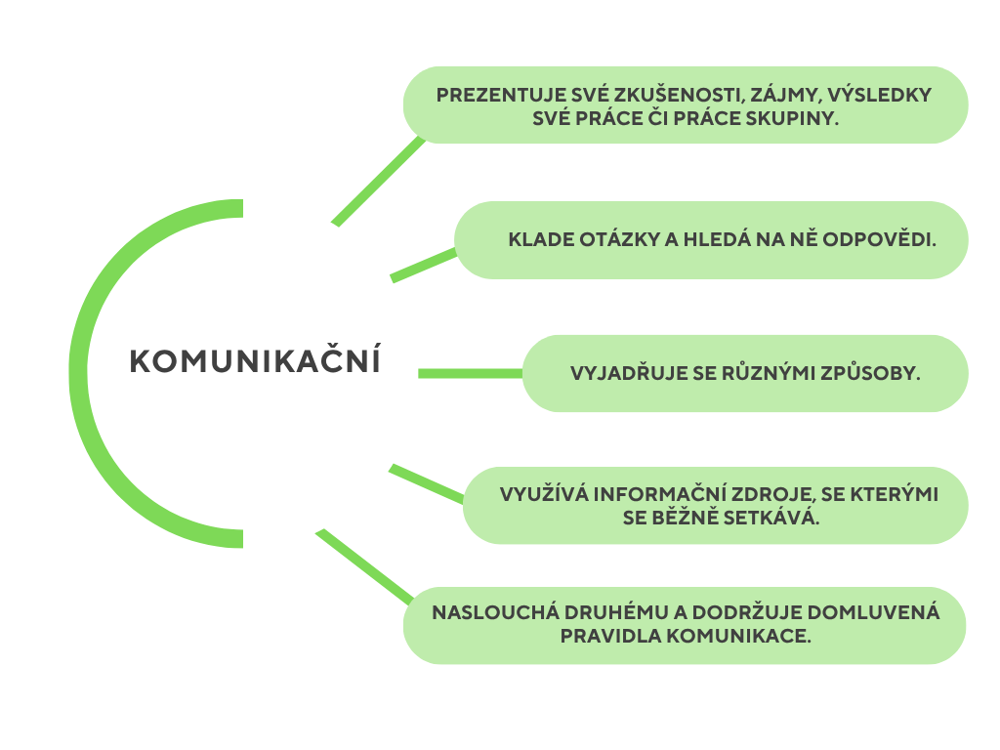 PREZENTUJE SVÉ ZKUŠENOSTI, ZÁJMY, VÝSLEDKY
SVÉ PRÁCE ČI PRÁCE SKUPINY.
KLADE OTÁZKY A HLEDÁ NA NĚ ODPOVĚDI.
KOMUNIKAČNÍ
VYJADŘUJE SE RŮZNÝMI ZPŮSOBY.
VYUŽÍVÁ INFORMAČNÍ ZDROJE, SE KTERÝMI
SE BĚŽNĚ SETKÁVÁ.
NASLOUCHÁ DRUHÉMU A DODRŽUJE DOMLUVENÁ
PRAVIDLA KOMUNIKACE.